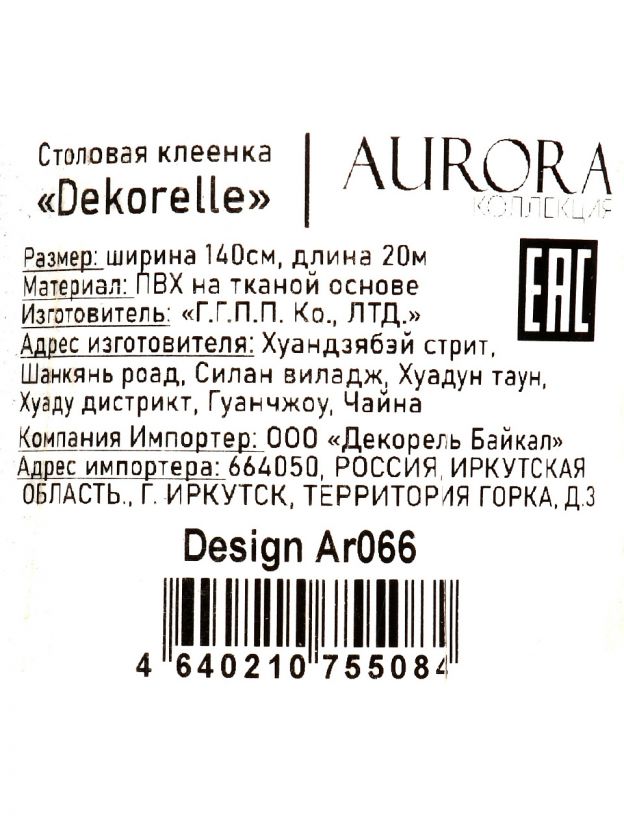 Столовая клеенка
«Dekorelle»
AURORA
КОЛЛЕКЦИЯ
Размер: ширина 140см, длина 20м
Материал: ПВХ на тканой основе
Изготовитель: «Г.Г.П.П. Ко., ЛТД.»
Адрес изготовителя: Хуандзябэй стрит,
Шанкянь роад, Силан виладж, Хуадун таун,
Хуаду дистрикт, Гуанчжоу, Чайна
Компания Импортер: ООО «Декорель Байкал»
Адрес импортера: 664050, РОССИЯ, ИРКУТСКАЯ
ОБЛАСТЬ., Г. ИРКУТСК, ТЕРРИТОРИЯ ГОРКА, Д.3
EAC
Design Ar066
4 640210 755084